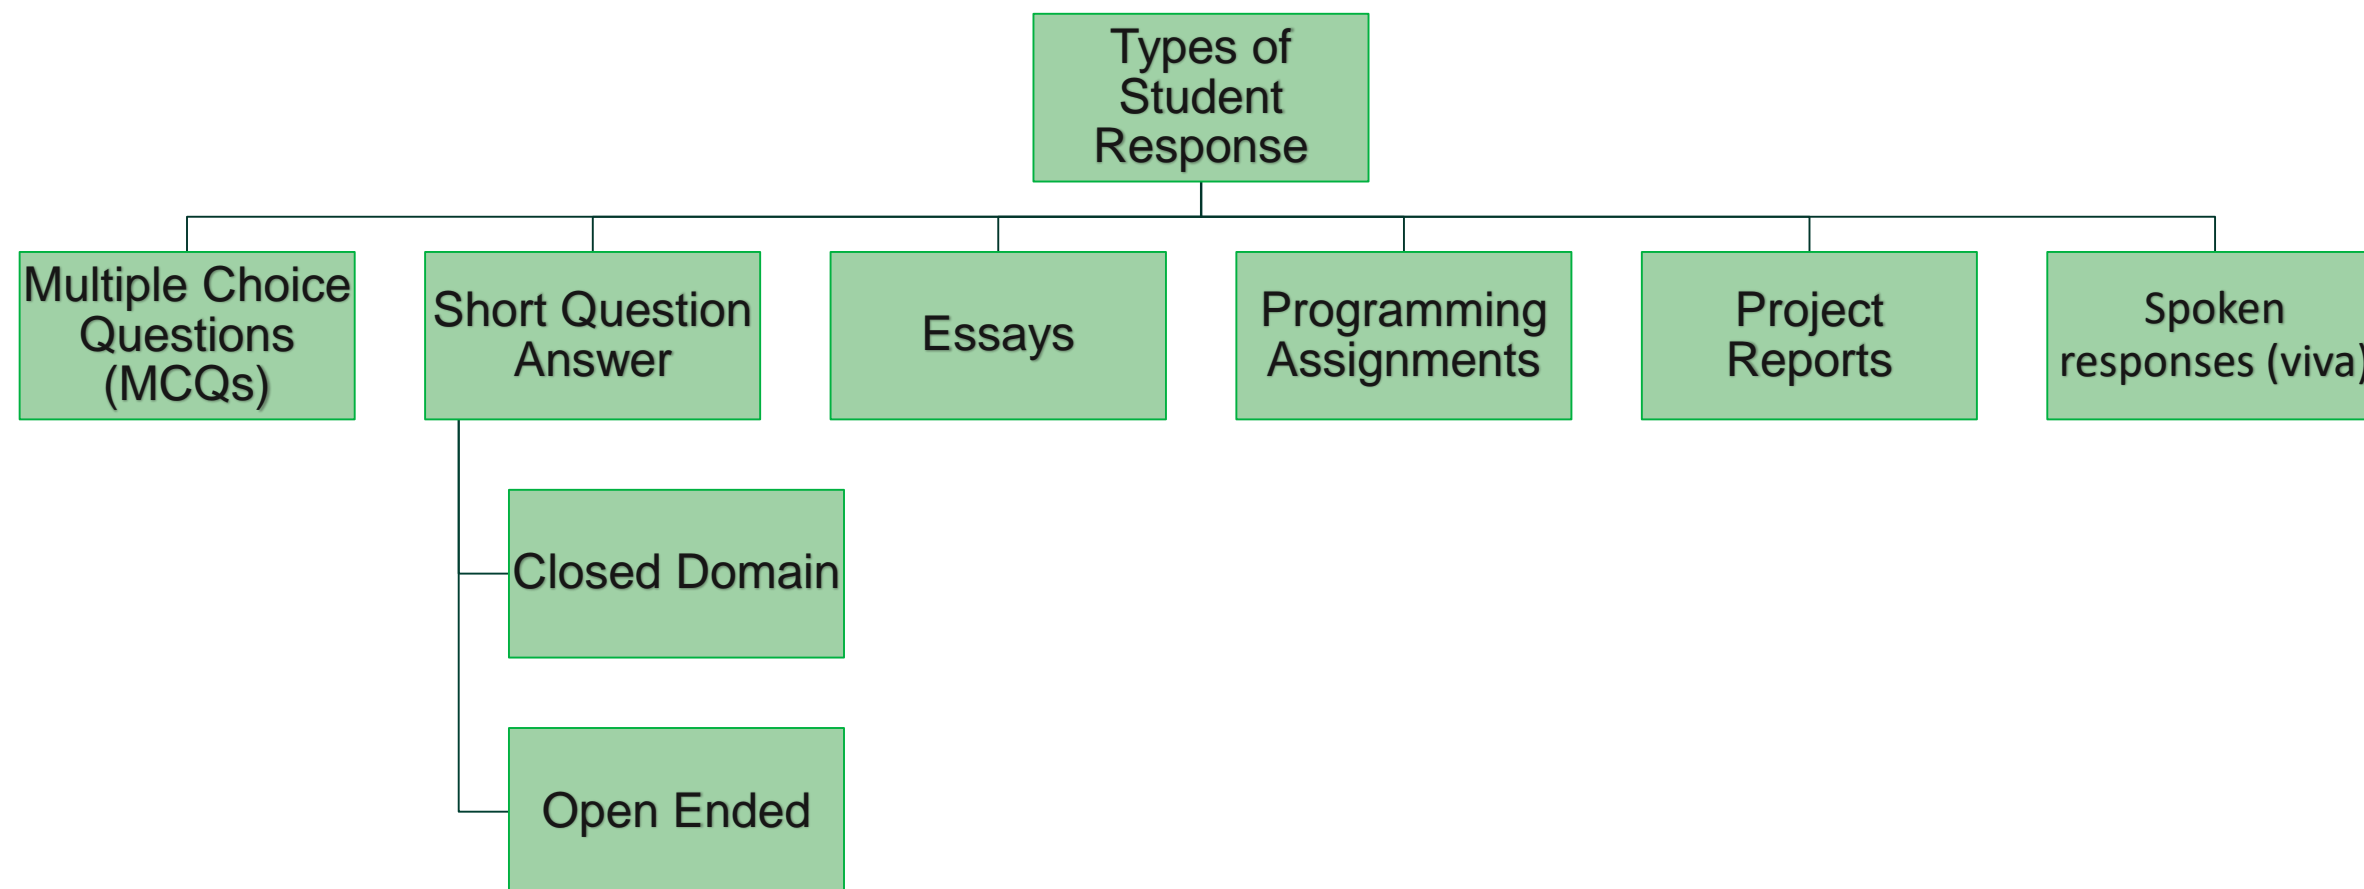 Types of
Student
Response
Multiple Choice
Questions
(MCQs)
Short Question
Answer
Essays
Programming
Assignments
Project
Reports
Spoken
responses (viva)
Closed Domain
Open Ended